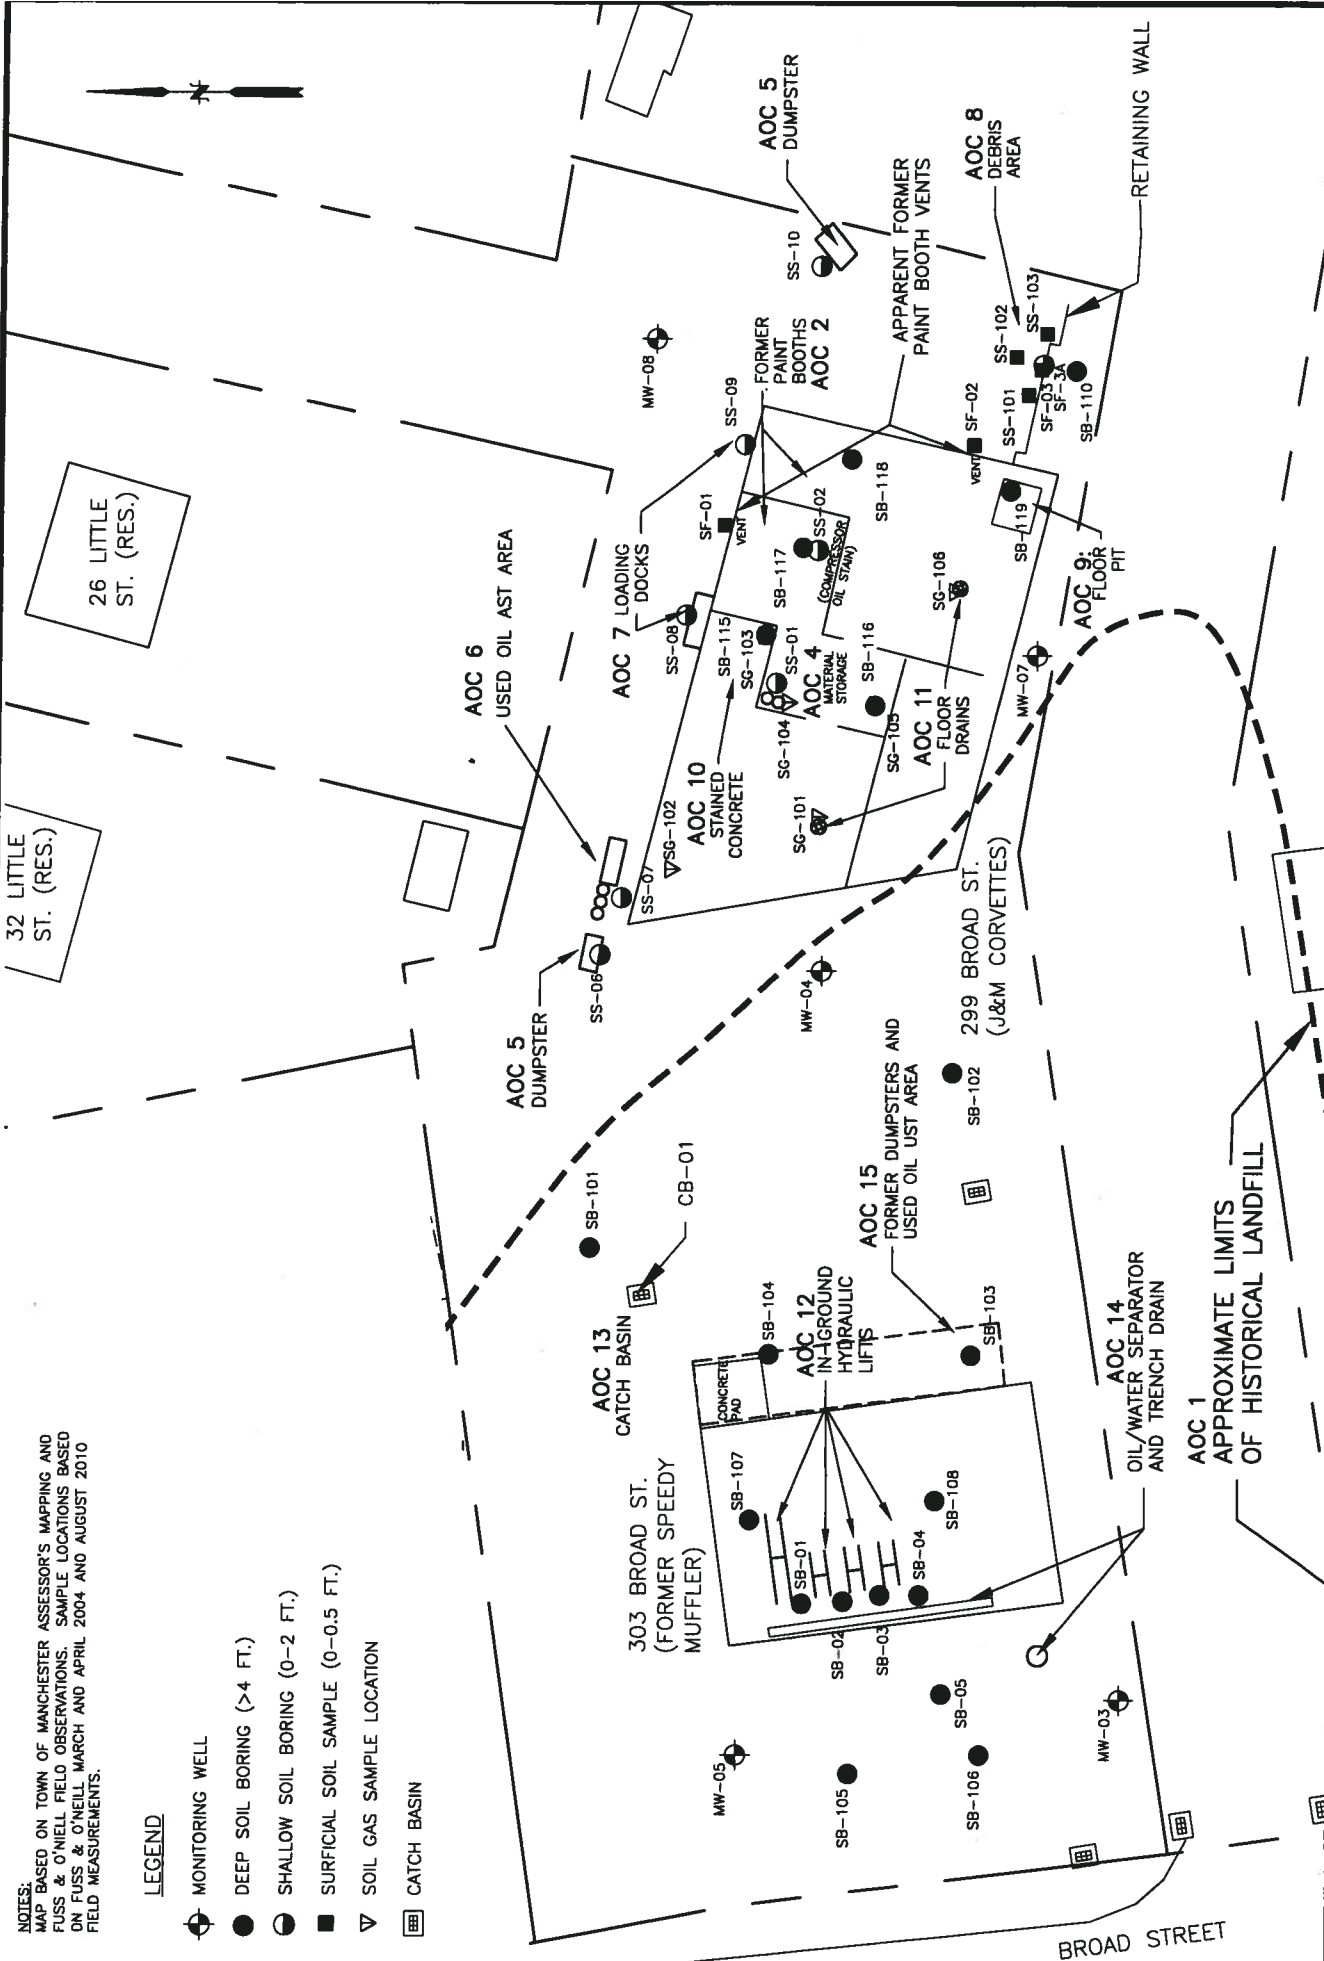 NOTES:
MAP BASED ON TOWN OF MANCHESTER ASSESSOR'S MAPPING AND
FUSS & O'NIELL FIELD OBSERVATIONS. SAMPLE LOCATIONS BASED
ON FUSS & O'NEILL MARCH AND APRIL 2004 AND AUGUST 2010
FIELD MEASUREMENTS.
LEGEND
MONITORING WELL
DEEP SOIL BORING (>4 FT.)
SHALLOW SOIL BORING (0-2 FT.)
SURFICIAL SOIL SAMPLE (0-0.5 FT.)
SOIL GAS SAMPLE LOCATION
CATCH BASIN
32 LITTLE
ST. (RES.)
26 LITTLE
ST. (RES.)
N
AOC 6
USED OIL AST AREA
AOC 5
DUMPSTER
SS-06
SS-07
SG-102
AOC 7 LOADING
DOCKS
SS-08
SS-09
MW-08
SF-01
VENT
FORMER
PAINT
BOOTHS
AOC 2
SS-10
AOC 5
DUMPSTER
APPARENT FORMER
PAINT BOOTH VENTS
AOC 8
DEBRIS
AREA
RETAINING WALL
SS-102
SS-103
SS-101
SF-03
SF-3A
SB-110
SF-02
VENT
SB-118
SB-119
AOC 9:
FLOOR
PIT
SB-117
SS-02
(COMPRESSOR
OIL STAIN)
SG-106
SB-115
SG-103
SS-01
AOC 4
MATERIAL
STORAGE
SB-116
SG-104
SG-105
AOC 10
STAINED
CONCRETE
AOC 11
FLOOR
DRAINS
SG-101
MW-07
MW-04
299 BROAD ST.
(J&M CORVETTES)
SB-102
SB-101
CB-01
AOC 13
CATCH BASIN
AOC 15
FORMER DUMPSTERS AND
USED OIL UST AREA
SB-104
SB-103
CONCRETE
PAD
AOC 12
IN-GROUND
HYDRAULIC
LIFTS
303 BROAD ST.
(FORMER SPEEDY
MUFFLER)
SB-107
SB-108
SB-01
SB-02
SB-03
SB-04
SB-05
SB-105
SB-106
MW-05
MW-03
AOC 14
OIL/WATER SEPARATOR
AND TRENCH DRAIN
AOC 1
APPROXIMATE LIMITS
OF HISTORICAL LANDFILL
BROAD STREET